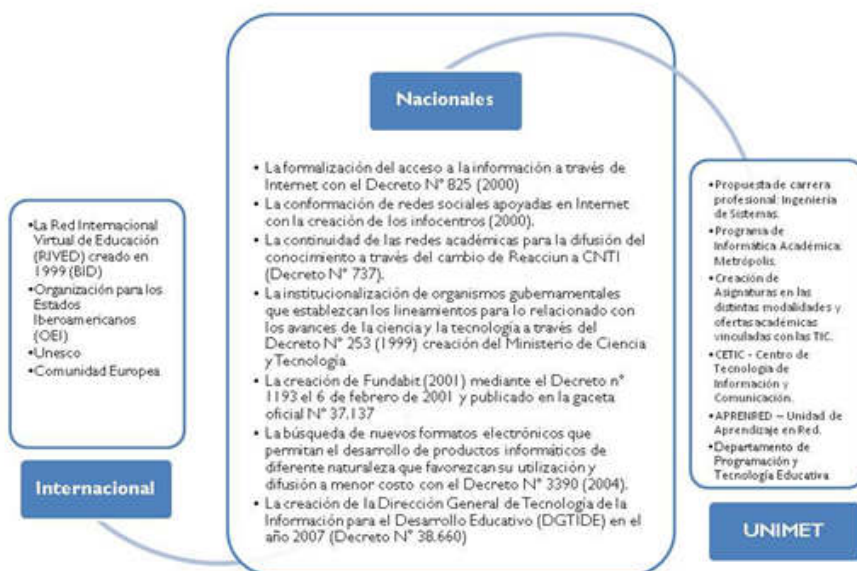 •La Red Internacional
Virtual de Educación
(RIVED) creado en
1999 (BID)
•Organización para los
Estados
Iberoamericanos
(OEI)
•Unesco
•Comunidad Europea
Internacional
Nacionales
• La formalización del acceso a la información a través de
Internet con el Decreto N° 825 (2000)
• La conformación de redes sociales apoyadas en Internet
con la creación de los infocentros (2000).
• La continuidad de las redes académicas para la difusión del
conocimiento a través del cambio de Reacciun a CNTI
(Decreto N° 737).
• La institucionalización de organismos gubernamentales
que establezcan los lineamientos para lo relacionado con
los avances de la ciencia y la tecnología a través del
Decreto N° 253 (1999) creación del Ministerio de Ciencia
y Tecnología
• La creación de Fundabit (2001) mediante el Decreto n°
1193 el 6 de febrero de 2001 y publicado en la gaceta
oficial N° 37.137
• La búsqueda de nuevos formatos electrónicos que
permitan el desarrollo de productos informáticos de
diferente naturaleza que favorezcan su utilización y
difusión a menor costo con el Decreto N° 3390 (2004).
• La creación de la Dirección General de Tecnología de la
Información para el Desarrollo Educativo (DGTIDE) en el
año 2007 (Decreto N° 38.660)
•Propuesta de carrera
profesional: Ingeniería
de Sistemas.
•Programa de
Informática Académica:
Metrópolis.
•Creación de
Asignaturas en las
distintas modalidades y
ofertas académicas
vinculadas con las TIC.
•CETIC - Centro de
Tecnología de
Información y
Comunicación.
•APRENRED – Unidad de
Aprendizaje en Red.
•Departamento de
Programación y
Tecnología Educativa
UNIMET